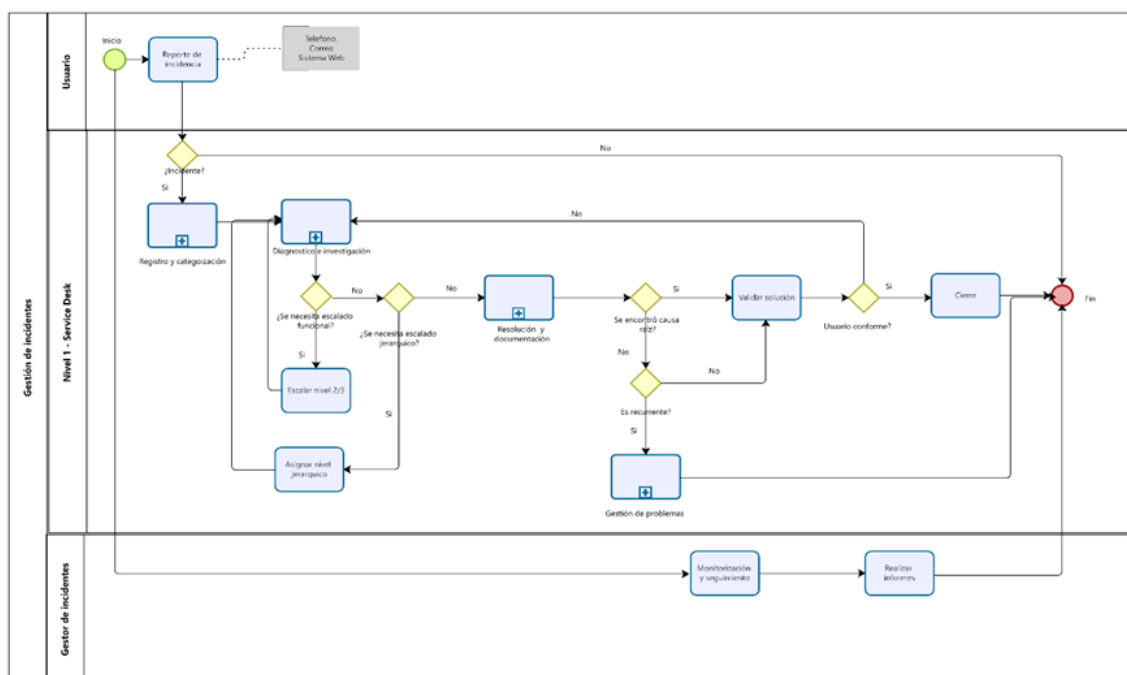 Gestión de incidentes
Usuario
Inicio
Reporte de
incidencia
Telefono,
Correo
Sistema Web
Nivel 1 - Service Desk
¿Incidente?
No
Si
Registro y categoización
Diagnostico e investigación
No
¿Se necesita escalado
funcional?
No
¿Se necesita escalado
jerarquico?
No
Si
Escalar nivel 2/3
Si
Asignar nivel
jerarquico
Resolución y
documentación
Se encontró causa
raiz?
Si
No
Validar solución
Usuario conforme?
Si
Cierre
Fin
No
Es recurrente?
Si
Gestión de problemas
Gestor de incidentes
Monitorización
y seguimiento
Realizar
informes